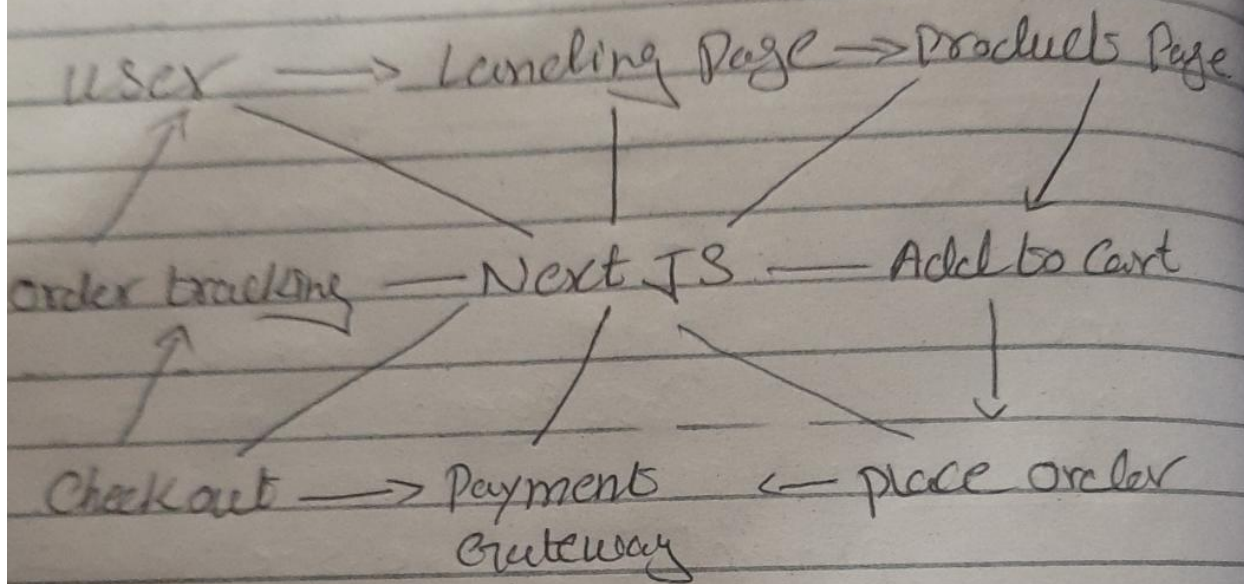 User → Landing Page → Products Page
Order tracking — Next JS — Add to Cart
Checkout → Payment ← place order
Gateway